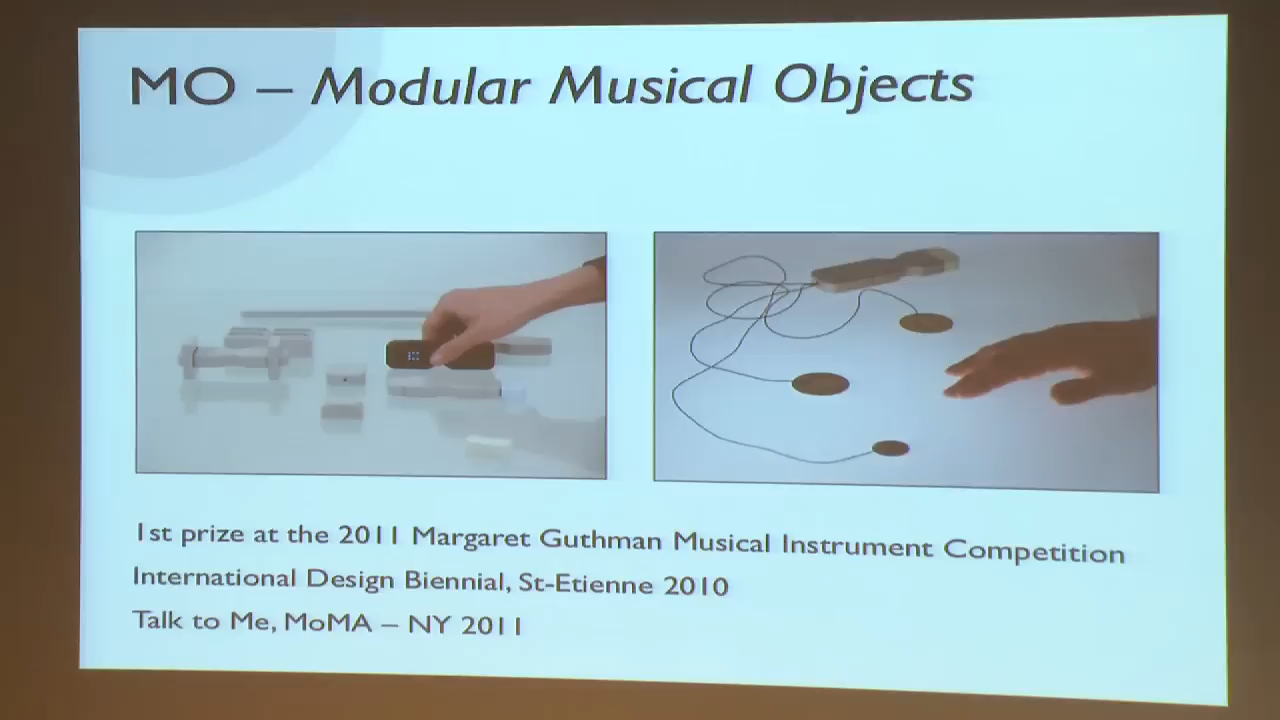 MO – Modular Musical Objects
1st prize at the 2011 Margaret Guthman Musical Instrument Competition
International Design Biennial, St-Etienne 2010
Talk to Me, MoMA – NY 2011